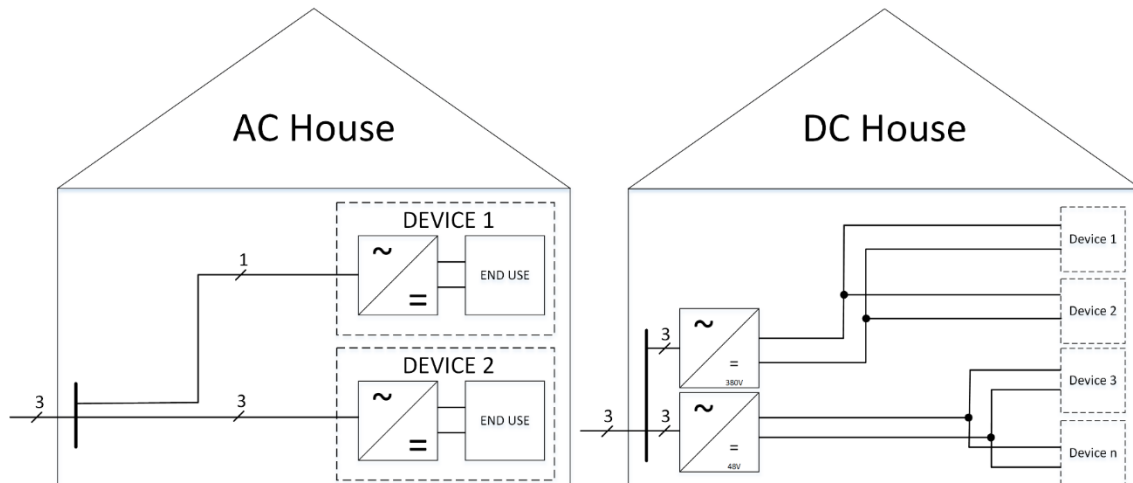 AC House
DEVICE 1
1
~
=
END USE
DEVICE 2
3
3
~
=
END USE
DC House
Device 1
Device 2
3
~
=
380V
Device 3
3
3
~
=
48V
Device n